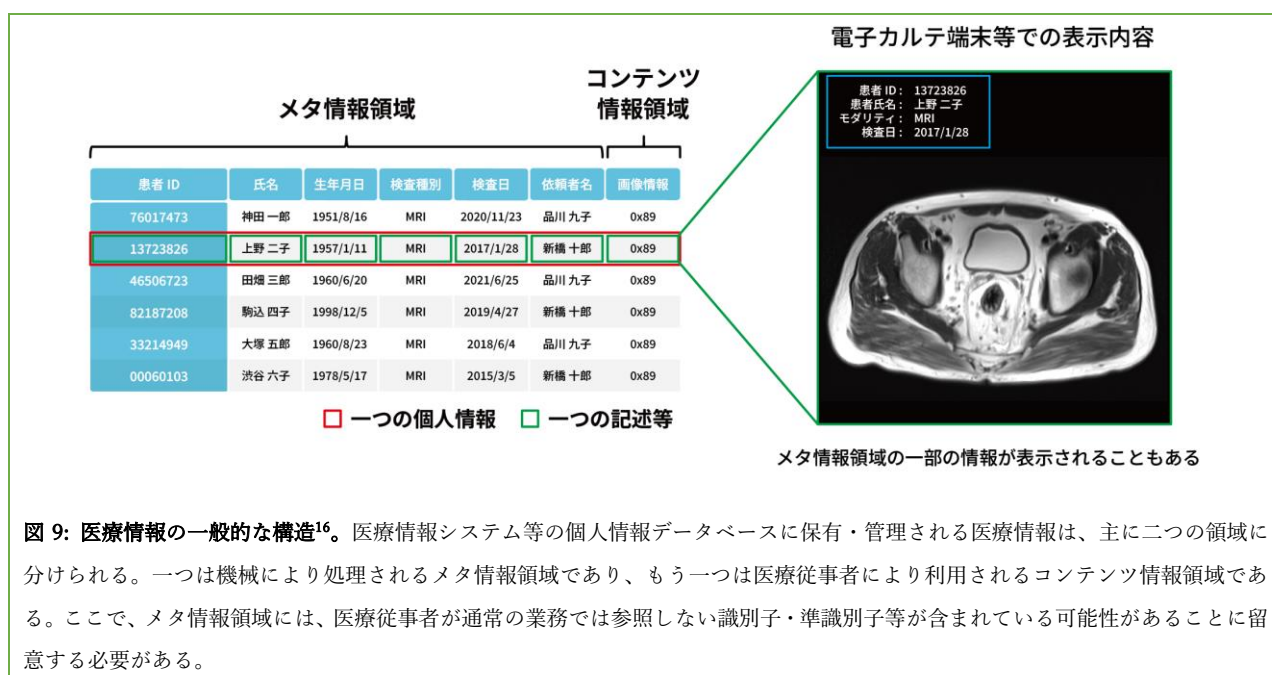 電子カルテ端末等での表示内容
コンテンツ
情報領域
メタ情報領域
患者 ID： 13723826
患者氏名： 上野 二子
モダリティ： MRI
検査日： 2017/1/28
患者 ID 氏名 生年月日 検査種別 検査日 依頼者名 画像情報
76017473 神田 一郎 1951/8/16 MRI 2020/11/23 品川 九子 0x89
13723826 上野 二子 1957/1/11 MRI 2017/1/28 新橋 十郎 0x89
46506723 田畑 三郎 1960/6/20 MRI 2021/6/25 品川 九子 0x89
82187208 駒込 四子 1998/12/5 MRI 2019/4/27 新橋 十郎 0x89
33214949 大塚 五郎 1960/8/23 MRI 2018/6/4 品川 九子 0x89
00060103 渋谷 六子 1978/5/17 MRI 2015/3/5 新橋 十郎 0x89
一つの個人情報 一つの記述等
メタ情報領域の一部の情報が表示されることもある
図 9: 医療情報の一般的な構造16。医療情報システム等の個人情報データベースに保有・管理される医療情報は、主に二つの領域に
分けられる。一つは機械により処理されるメタ情報領域であり、もう一つは医療従事者により利用されるコンテンツ情報領域であ
る。ここで、メタ情報領域には、医療従事者が通常の業務では参照しない識別子・準識別子等が含まれている可能性があることに留
意する必要がある。